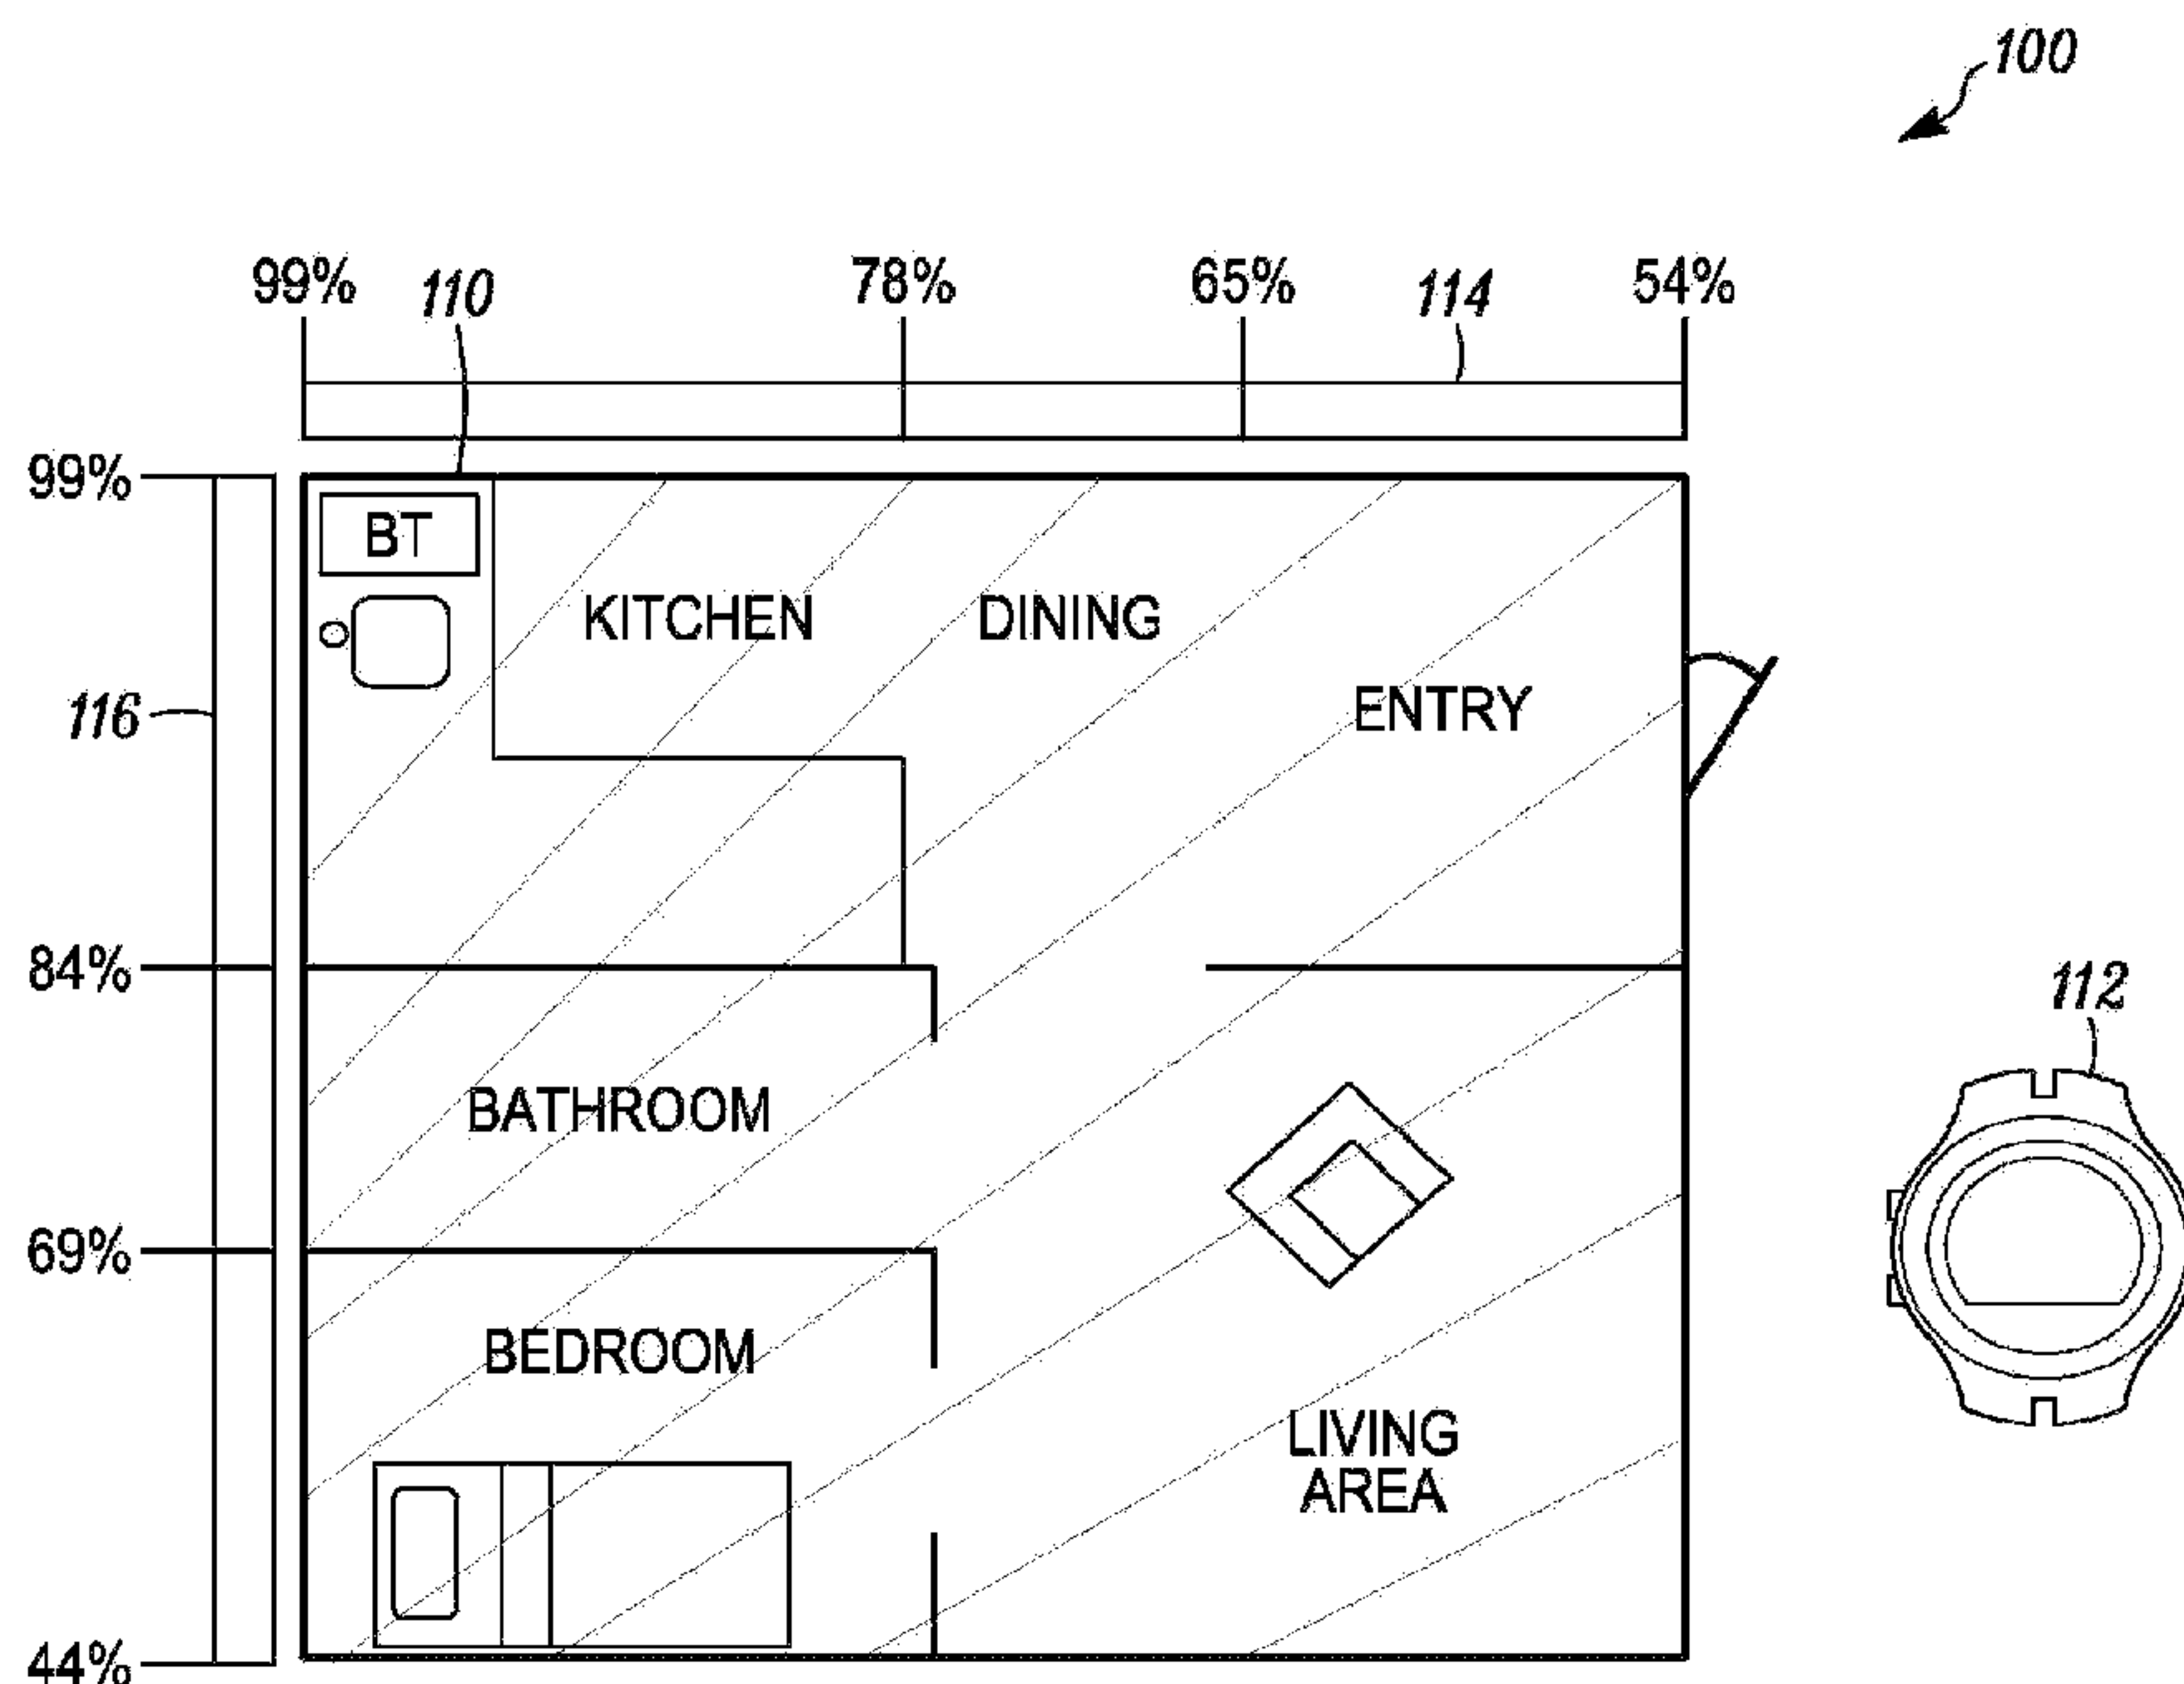 100
99%
110
78%
65%
114
54%
99%
BT
KITCHEN
DINING
ENTRY
116
84%
112
BATHROOM
69%
BEDROOM
LIVING
AREA
44%